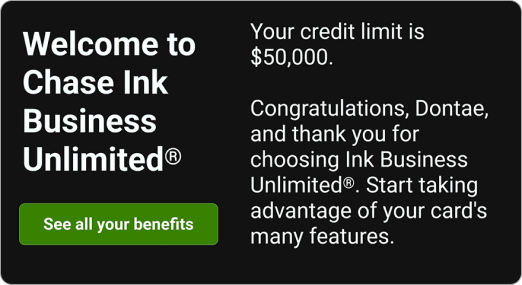 Welcome to
Chase Ink
Business
Unlimited®
See all your benefits
Your credit limit is
$50,000.
Congratulations, Dontae,
and thank you for
choosing Ink Business
Unlimited®. Start taking
advantage of your card's
many features.